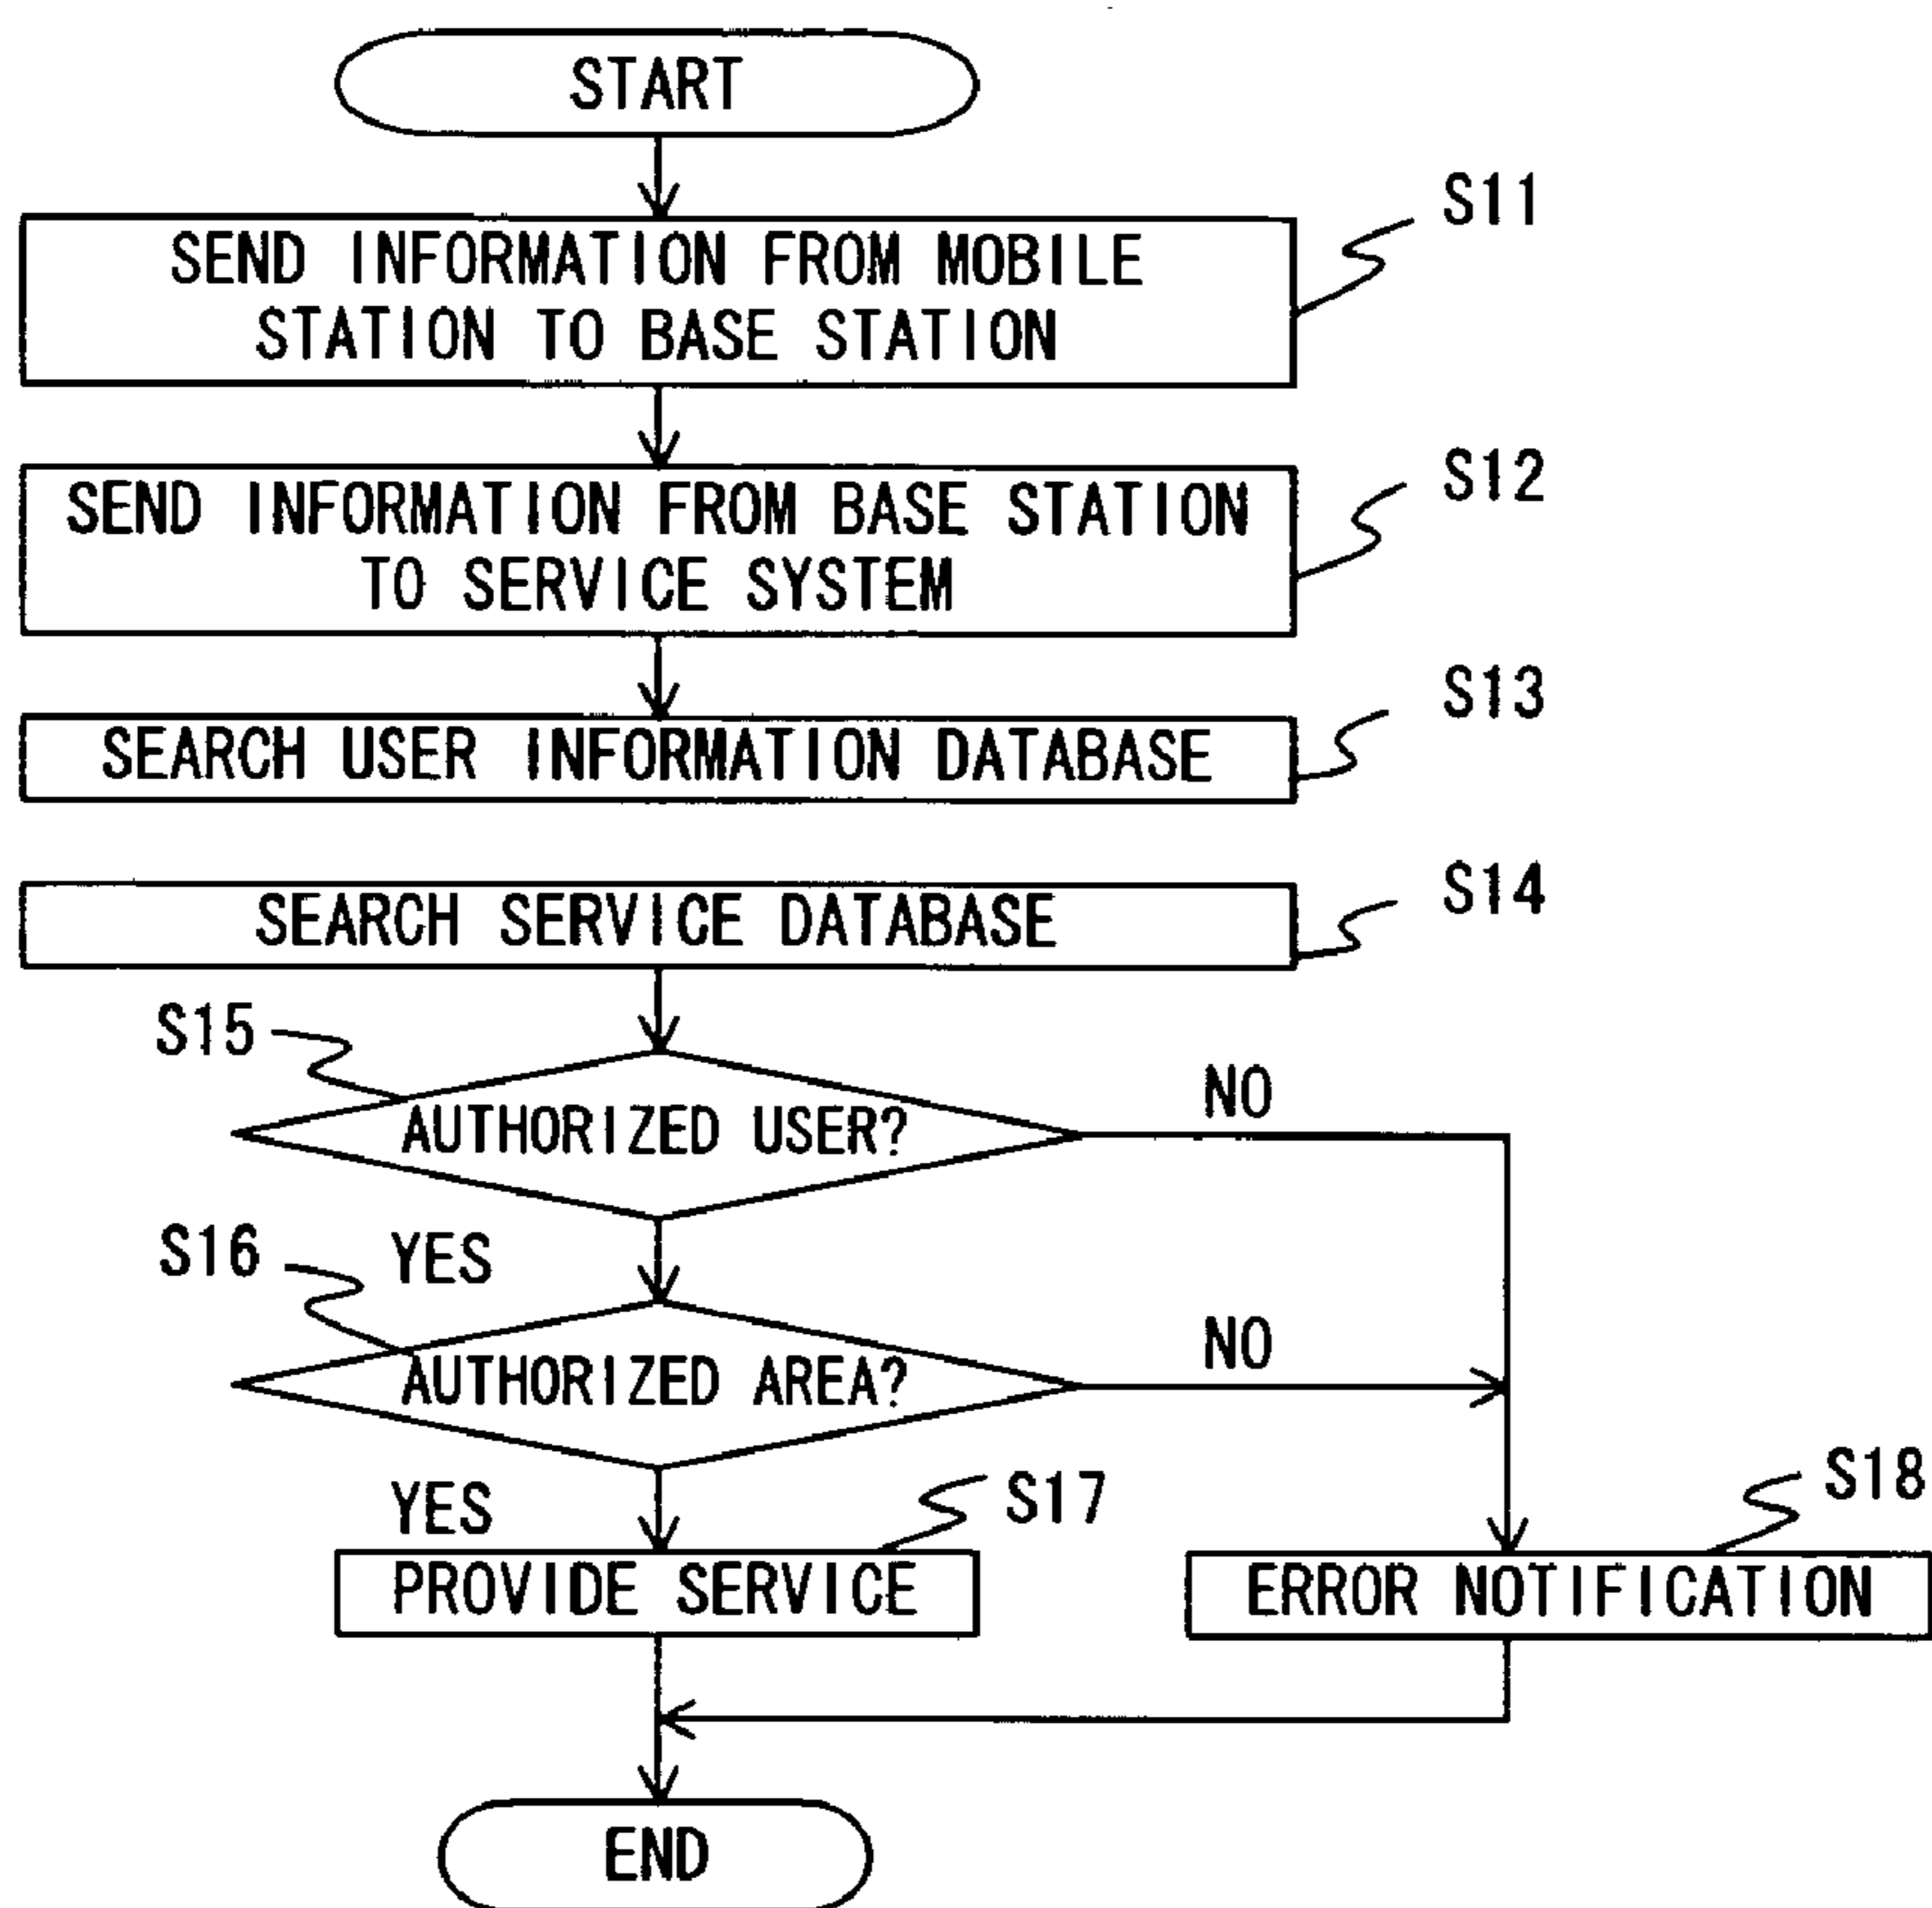 START
S11
SEND INFORMATION FROM MOBILE
STATION TO BASE STATION
S12
SEND INFORMATION FROM BASE STATION
TO SERVICE SYSTEM
S13
SEARCH USER INFORMATION DATABASE
S14
SEARCH SERVICE DATABASE
S15
NO
AUTHORIZED USER?
S16
YES
NO
AUTHORIZED AREA?
YES
S17
S18
PROVIDE SERVICE
ERROR NOTIFICATION
END